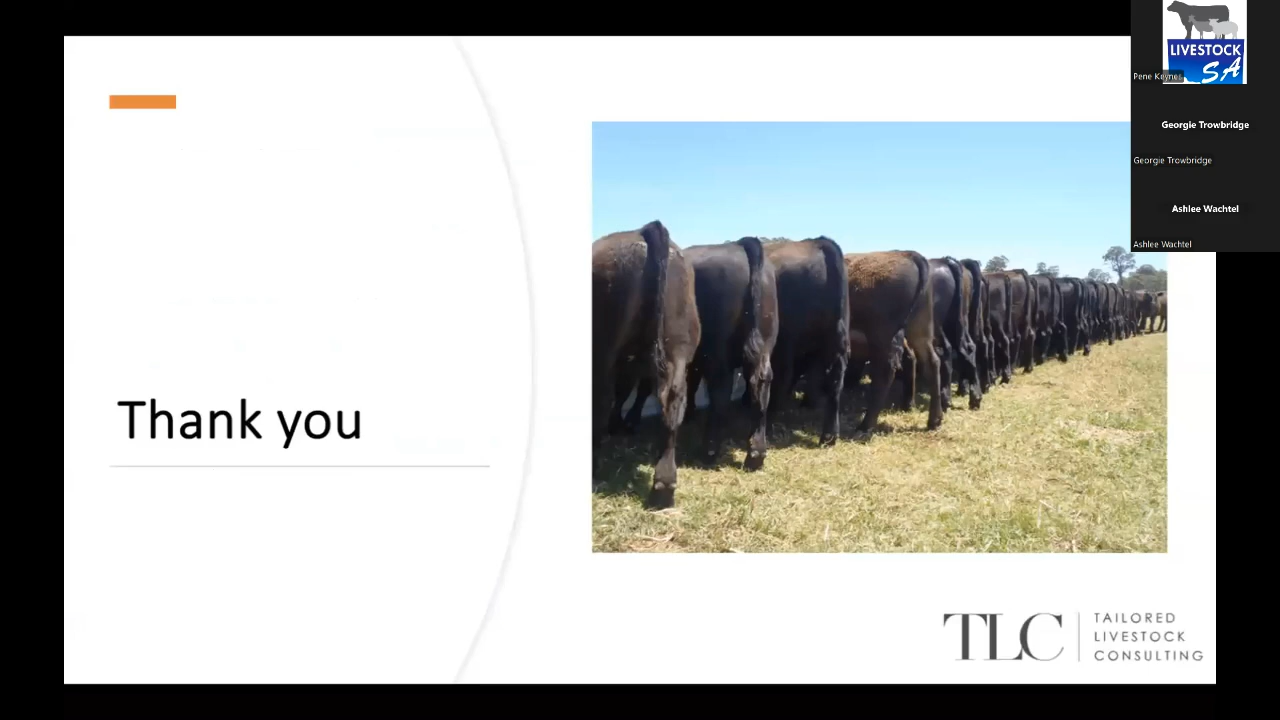 LIVESTOCK
SA
Pene Keynes
Georgie Trowbridge
Georgie Trowbridge
Ashlee Wachtel
Ashlee Wachtel
Thank you
TLC
TAILORED
LIVESTOCK
CONSULTING